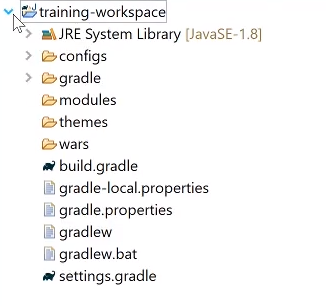 training-workspace
JRE System Library [JavaSE-1.8]
configs
gradle
modules
themes
wars
build.gradle
gradle-local.properties
gradle.properties
gradlew
gradlew.bat
settings.gradle